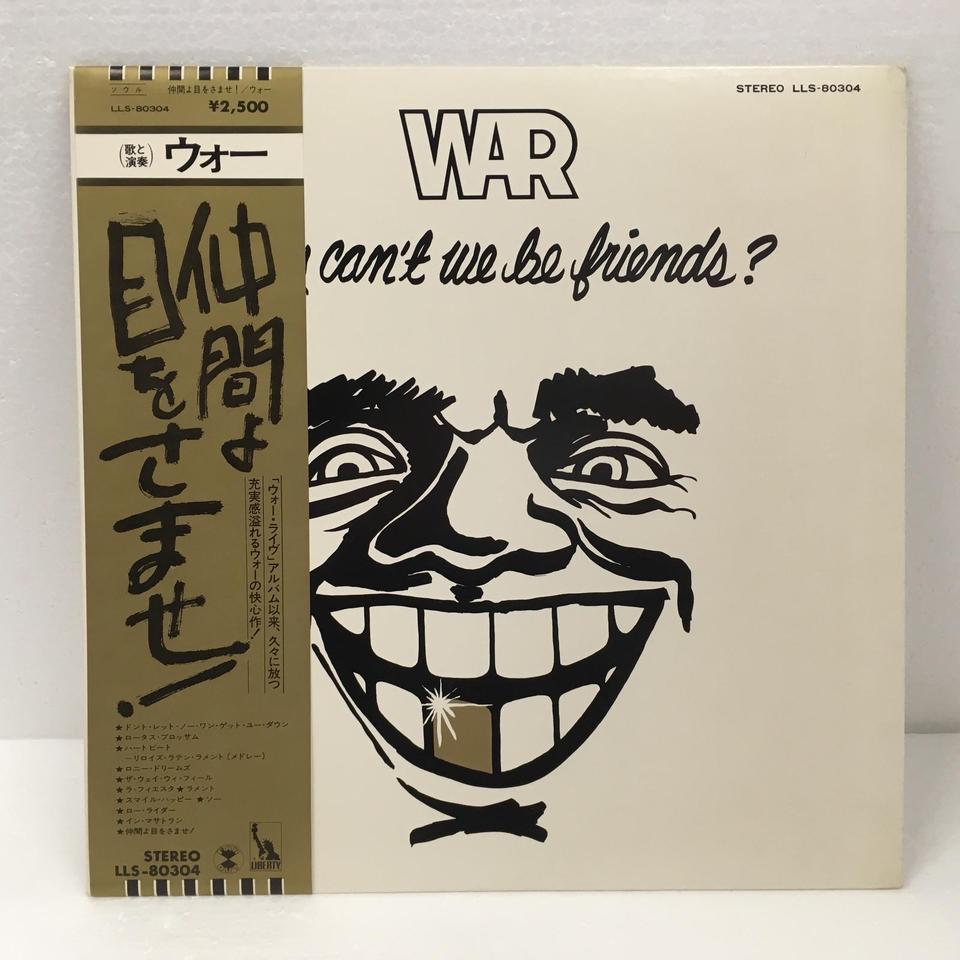 ソウル 仲間よ目をさませ!/ウォー
LLS-80304 ¥2,500
(歌と演奏) ウォー
仲間よ
目をさませ!
「ウォー・ライヴ」アルバム以来、久々に放つ
充実感溢れるウォーの快心作!
★ドント・レット・ノー・ワン・ゲット・ユー・ダウン
★ロータス・ブロッサム
★ハートビート
—リロイズ・ラテン・ラメント(メドレー)
★ロニー・ドリームズ
★ザ・ウェイ・ウィ・フィール
★ラ・フィエスタ★ラメント
★スマイル・ハッピー ★ソー
★ロー・ライダー
★イン・マザトラン
★仲間よ目をさませ!
STEREO
LLS-80304
LIBERTY
STEREO LLS-80304
WAR
can't we be friends?